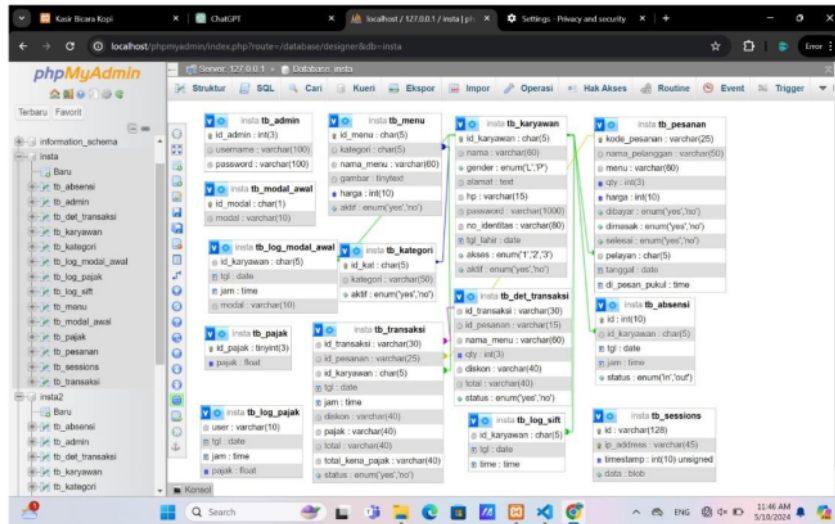 Kasir Bicara Kopi
ChatGPT
localhost / 127.0.0.1 / insta | ph
Settings - Privacy and security
localhost/phpmyadmin/index.php?route=/database/designer&db=insta
Error
phpMyAdmin
Terbaru Favorit
information_schema
insta
Baru
tb_absensi
tb_admin
tb_det_transaksi
tb_karyawan
tb_kategori
tb_log_modal_awal
tb_log_pajak
tb_log_sift
tb_menu
tb_modal_awal
tb_pajak
tb_pesanan
tb_sessions
tb_transaksi
insta2
Baru
tb_absensi
tb_admin
tb_det_transaksi
tb_karyawan
tb_kategori
Server: 127.0.0.1 » Database: insta
Struktur SQL Cari Kueri Ekspor Impor Operasi Hak Akses Routine Event Trigger
insta tb_admin
id_admin : int(3)
username : varchar(100)
password : varchar(100)
insta tb_modal_awal
id_modal : char(1)
modal : varchar(10)
insta tb_log_modal_awal
id_karyawan : char(5)
tgl : date
jam : time
modal : varchar(10)
insta tb_pajak
id_pajak : tinyint(3)
pajak : float
insta tb_log_pajak
user : varchar(10)
tgl : date
jam : time
pajak : float
insta tb_menu
id_menu : char(5)
kategori : char(5)
nama_menu : varchar(60)
gambar : tinytext
harga : int(10)
aktif : enum('yes','no')
insta tb_kategori
id_kat : char(5)
kategori : varchar(50)
aktif : enum('yes','no')
insta tb_transaksi
id_transaksi : varchar(30)
id_pesanan : varchar(25)
id_karyawan : char(5)
tgl : date
jam : time
diskon : varchar(40)
pajak : varchar(40)
total : varchar(40)
total_kena_pajak : varchar(40)
status : enum('yes','no')
insta tb_karyawan
id_karyawan : char(5)
nama : varchar(60)
gender : enum('L','P')
alamat : text
hp : varchar(15)
password : varchar(1000)
no_identitas : varchar(80)
tgl_lahir : date
akses : enum('1','2','3')
aktif : enum('yes','no')
insta tb_det_transaksi
id_transaksi : varchar(30)
id_pesanan : varchar(15)
nama_menu : varchar(60)
qty : int(3)
diskon : varchar(40)
total : varchar(40)
status : enum('yes','no')
insta tb_log_sift
id_karyawan : char(5)
tgl : date
time : time
insta tb_pesanan
kode_pesanan : varchar(25)
nama_pelanggan : varchar(50)
menu : varchar(60)
qty : int(3)
harga : int(10)
dibayar : enum('yes','no')
dimasak : enum('yes','no')
selesai : enum('yes','no')
pelayan : char(5)
tanggal : date
di_pesan_pukul : time
insta tb_absensi
id : int(10)
id_karyawan : char(5)
tgl : date
jam : time
status : enum('in','out')
insta tb_sessions
id : varchar(128)
ip_address : varchar(45)
timestamp : int(10) unsigned
data : blob
Konsol
Search
ENG
11:46 AM
5/10/2024